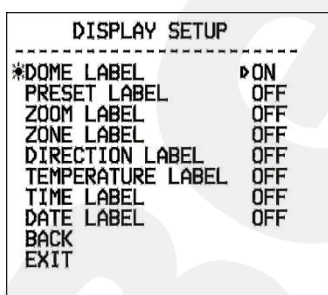 DISPLAY SETUP
DOME LABEL ON
PRESET LABEL OFF
ZOOM LABEL OFF
ZONE LABEL OFF
DIRECTION LABEL OFF
TEMPERATURE LABEL OFF
TIME LABEL OFF
DATE LABEL OFF
BACK
EXIT